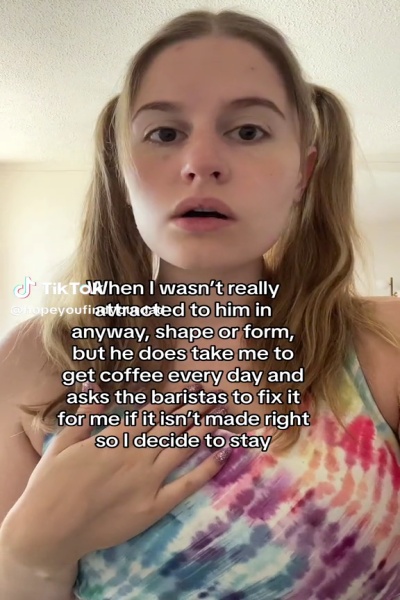 TikTok
When I wasn't really
attracted to him in
anyway, shape or form,
but he does take me to
get coffee every day and
asks the baristas to fix it
for me if it isn't made right
so I decide to stay